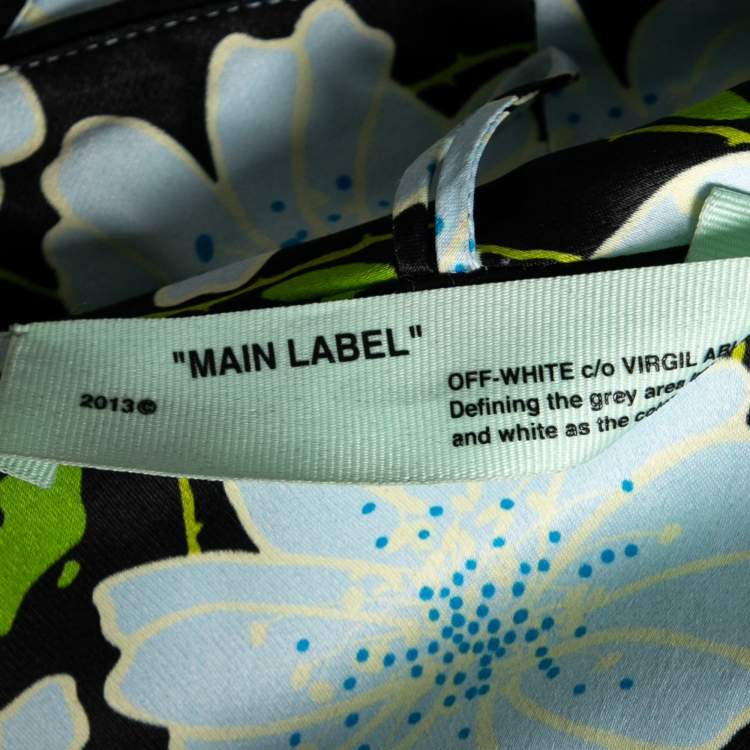 "MAIN LABEL"
2013©
OFF-WHITE c/o VIRGIL
Defining the grey area
and white as the